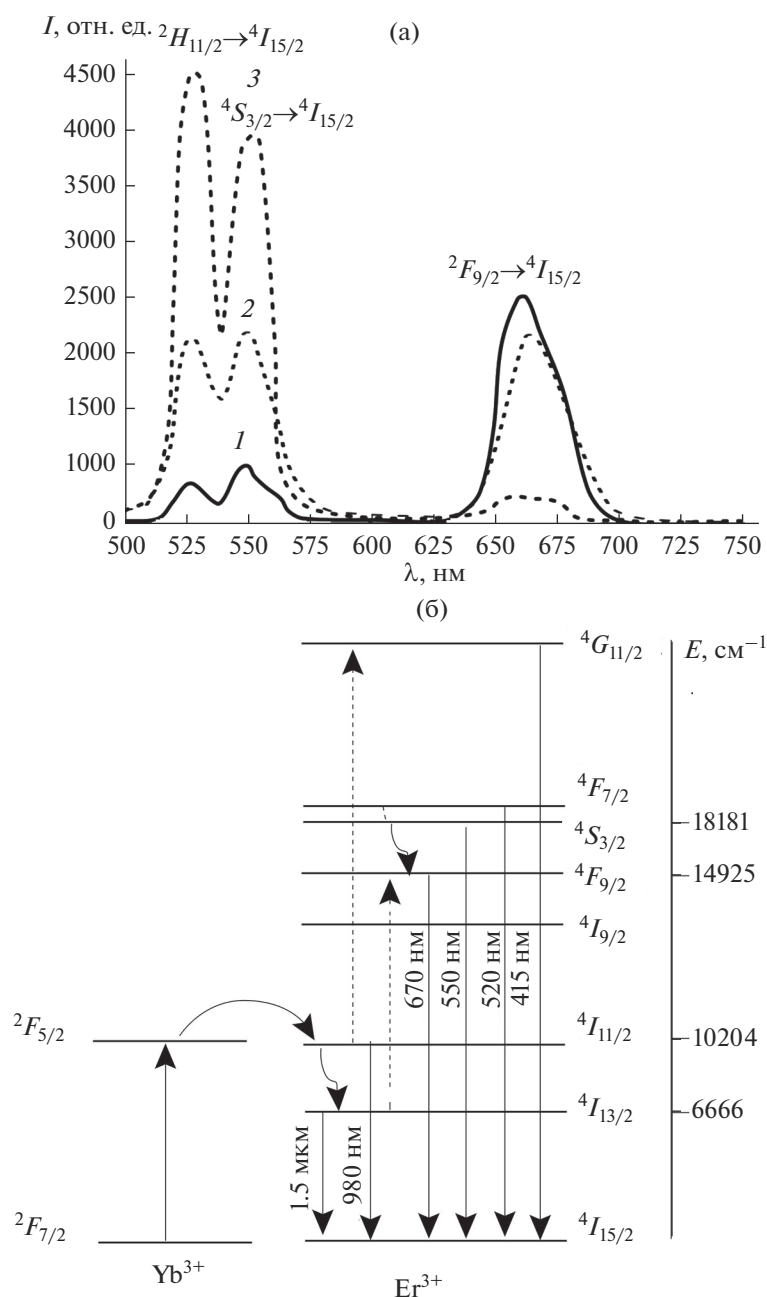 I, отн. ед.
²H₁₁/₂→⁴I₁₅/₂
(а)
3
⁴S₃/₂→⁴I₁₅/₂
4500
4000
3500
3000
2500
2000
1500
1000
500
1000
0
²F₉/₂→⁴I₁₅/₂
2
1
500 525 550 575 600 625 650 675 700 725 750
λ, нм
(б)
⁴G₁₁/₂
E, см⁻¹
⁴F₇/₂
⁴S₃/₂
18181
⁴F₉/₂
14925
⁴I₉/₂
670 нм
550 нм
520 нм
415 нм
²F₅/₂
⁴I₁₁/₂
10204
⁴I₁₃/₂
6666
1.5 мкм
980 нм
²F₇/₂
⁴I₁₅/₂
Yb³⁺
Er³⁺